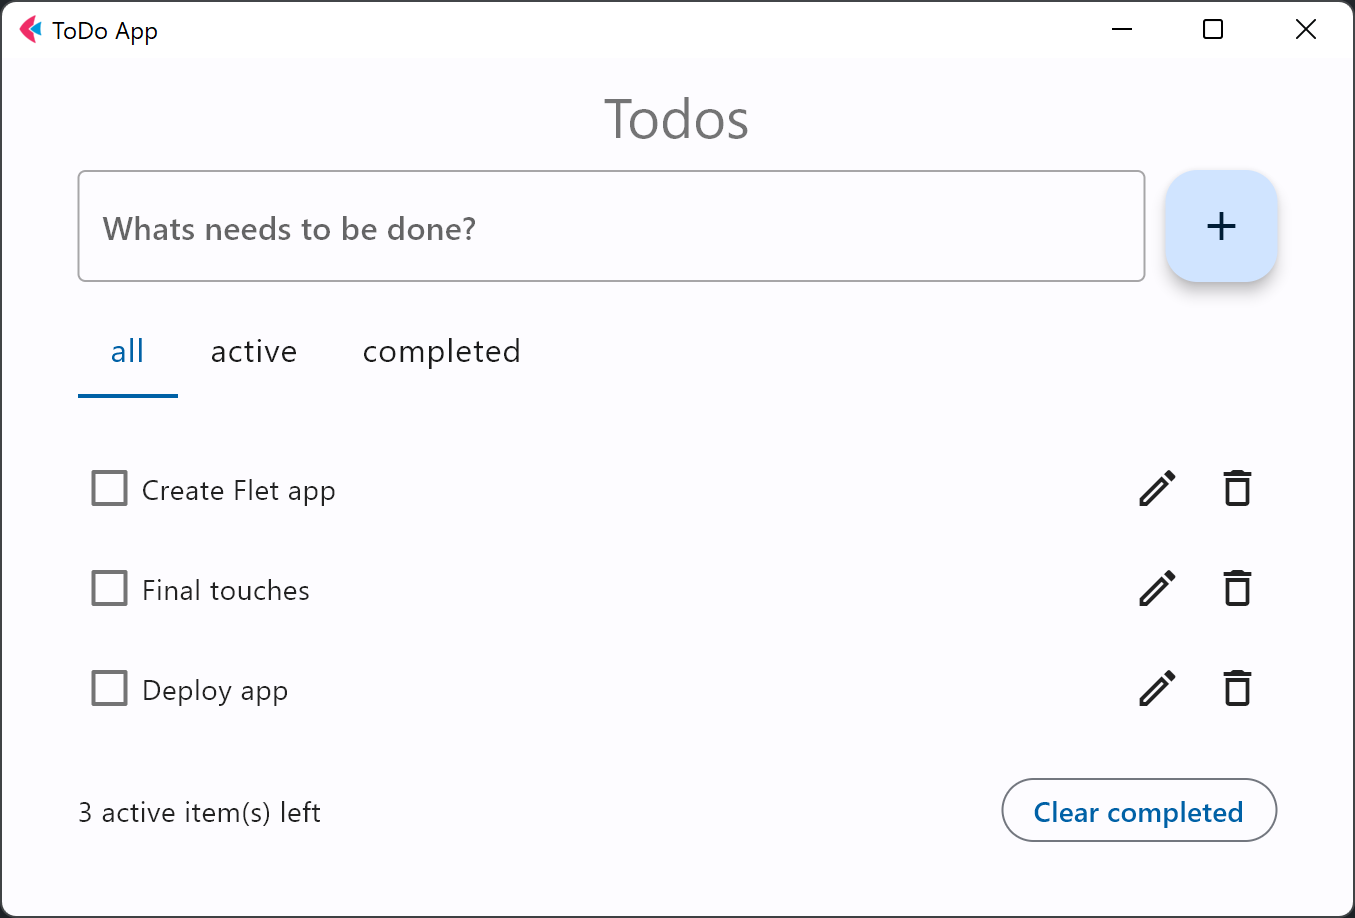 ToDo App
Todos
Whats needs to be done?
all active completed
Create Flet app
Final touches
Deploy app
3 active item(s) left Clear completed